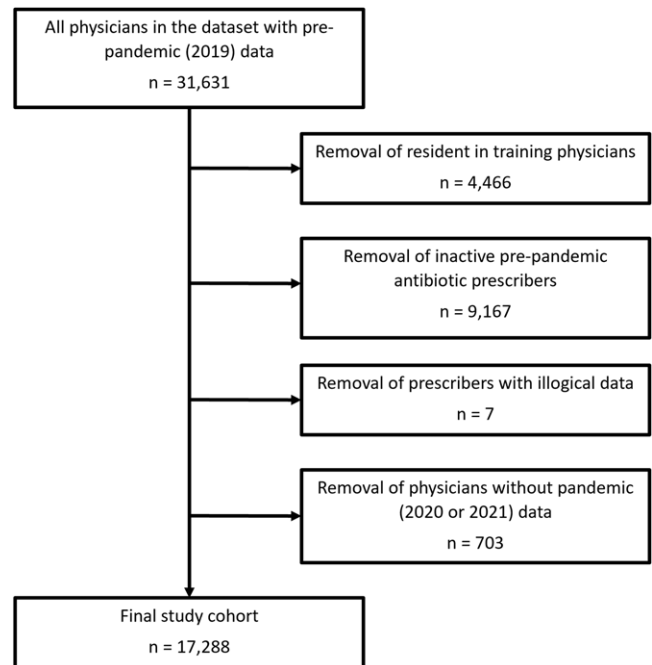 All physicians in the dataset with pre-
pandemic (2019) data
n = 31,631
Removal of resident in training physicians
n = 4,466
Removal of inactive pre-pandemic
antibiotic prescribers
n = 9,167
Removal of prescribers with illogical data
n = 7
Removal of physicians without pandemic
(2020 or 2021) data
n = 703
Final study cohort
n = 17,288